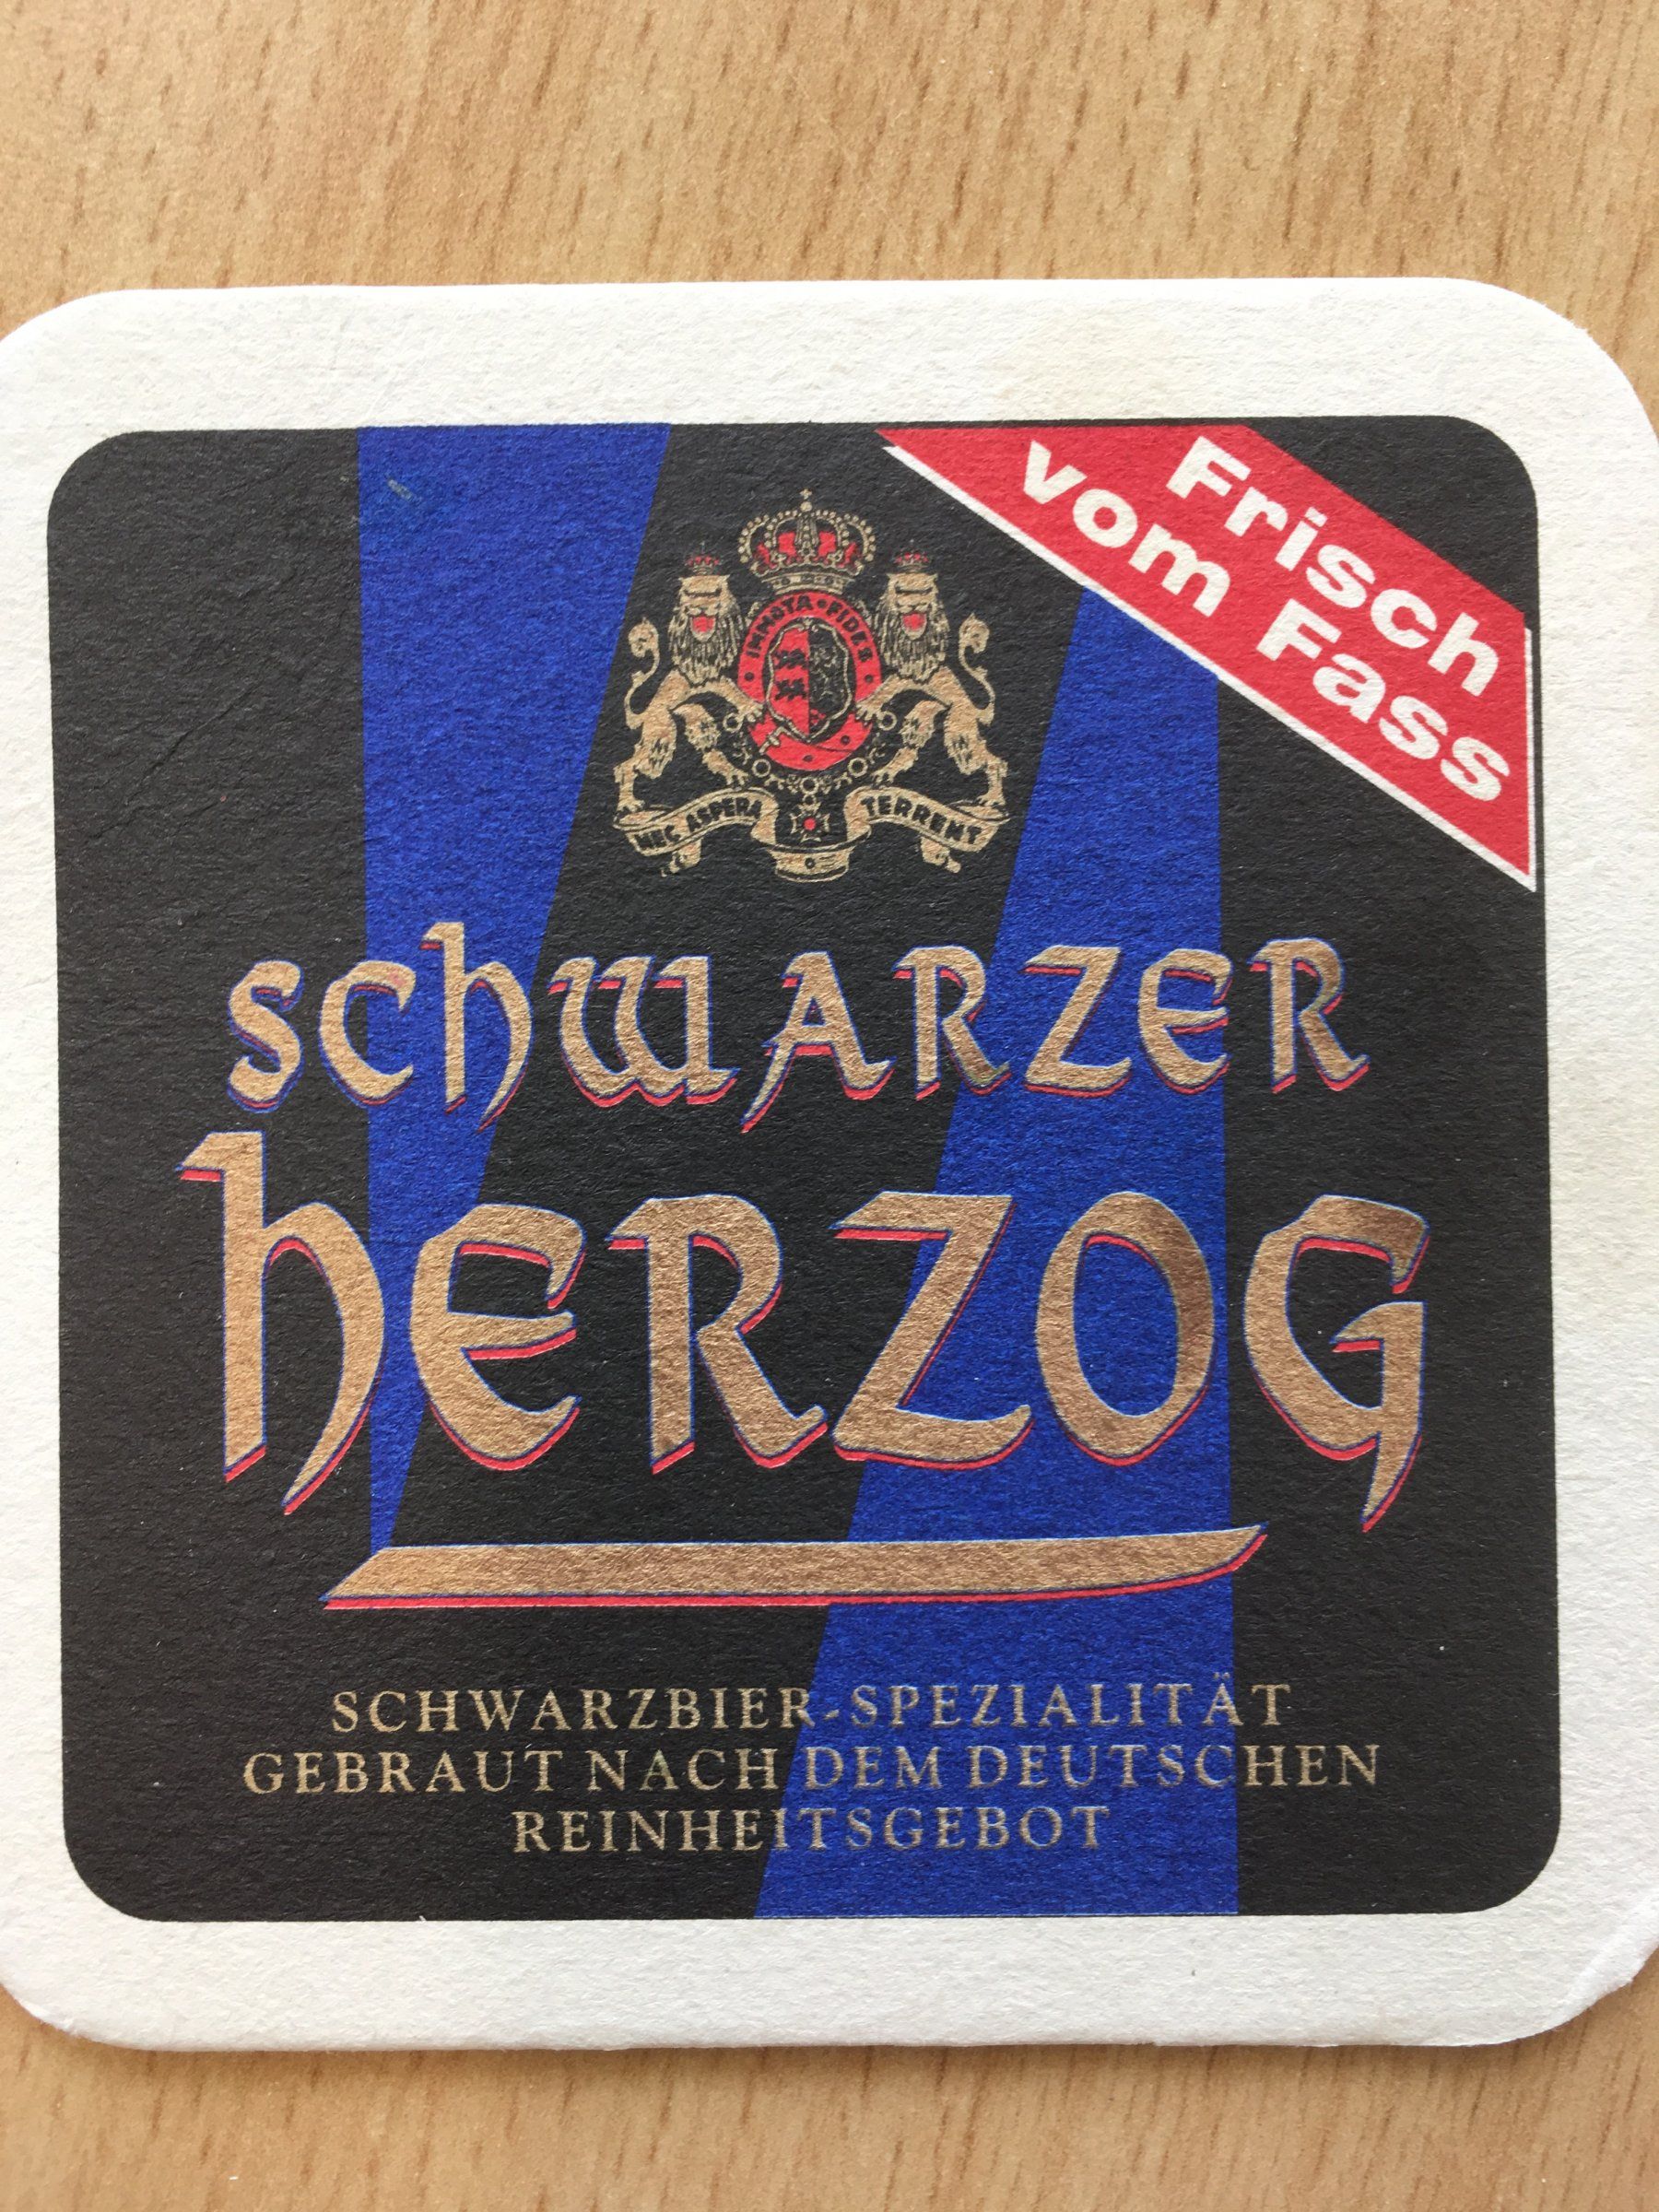 Frisch
vom Fass
IMMOTA • FIDES
NEC ASPERA TERRENT
SCHWARZER
HERZOG
SCHWARZBIER-SPEZIALITÄT
GEBRAUT NACH DEM DEUTSCHEN
REINHEITSGEBOT